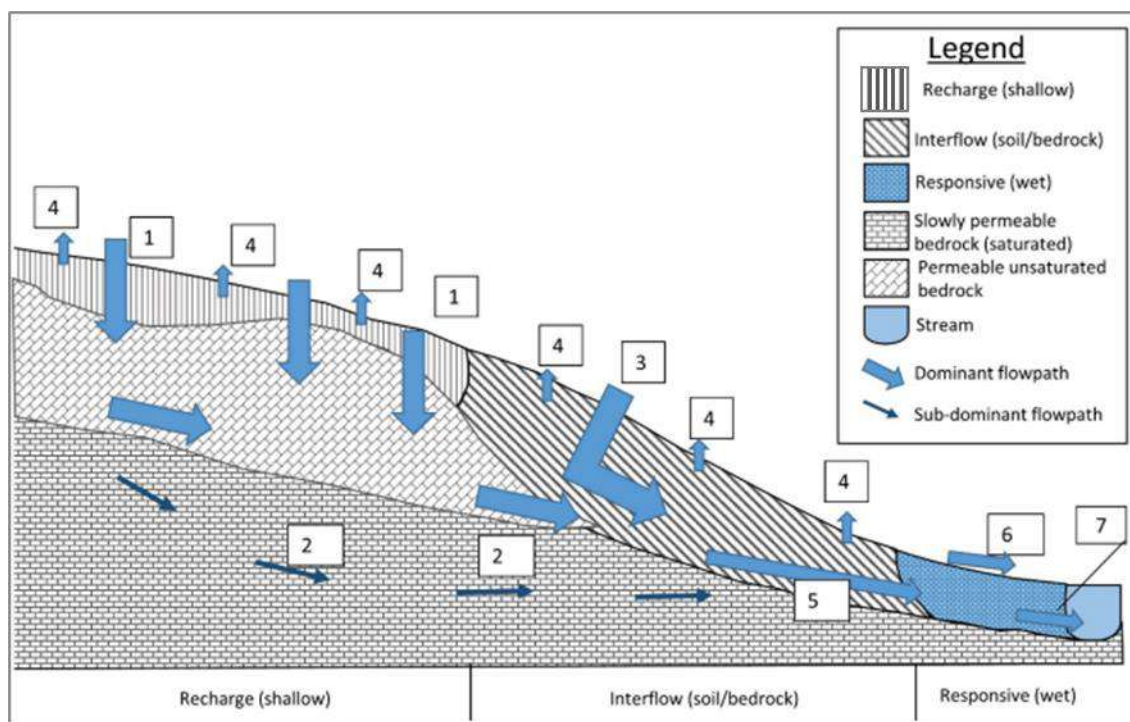 Legend
Recharge (shallow)
Interflow (soil/bedrock)
Responsive (wet)
Slowly permeable
bedrock (saturated)
Permeable unsaturated
bedrock
Stream
Dominant flowpath
Sub-dominant flowpath
4
1
4
4
1
4
3
4
4
6
7
2
2
5
Recharge (shallow)
Interflow (soil/bedrock)
Responsive (wet)